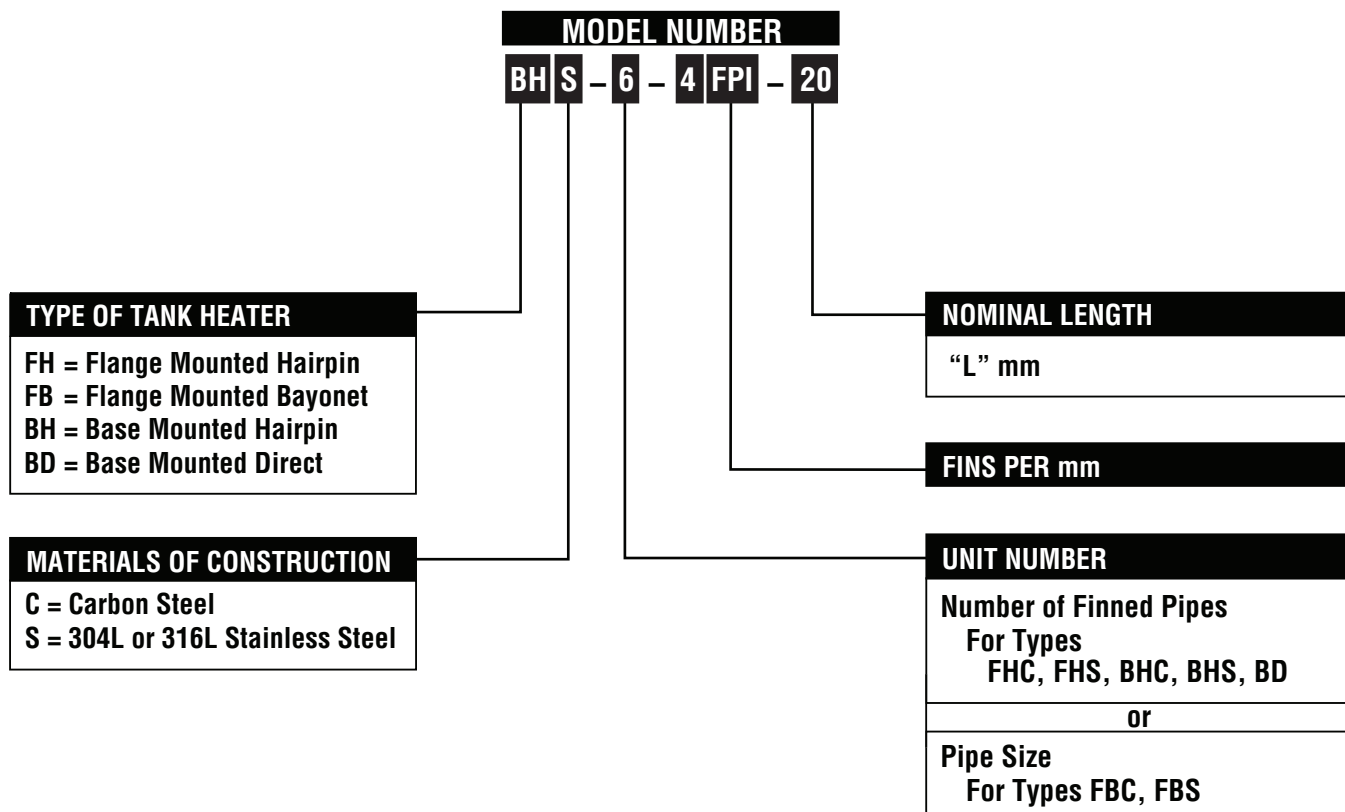 MODEL NUMBER
BH S – 6 – 4 FPI – 20
TYPE OF TANK HEATER
FH = Flange Mounted Hairpin
FB = Flange Mounted Bayonet
BH = Base Mounted Hairpin
BD = Base Mounted Direct
MATERIALS OF CONSTRUCTION
C = Carbon Steel
S = 304L or 316L Stainless Steel
NOMINAL LENGTH
“L” mm
FINS PER mm
UNIT NUMBER
Number of Finned Pipes
For Types
FHC, FHS, BHC, BHS, BD
or
Pipe Size
For Types FBC, FBS